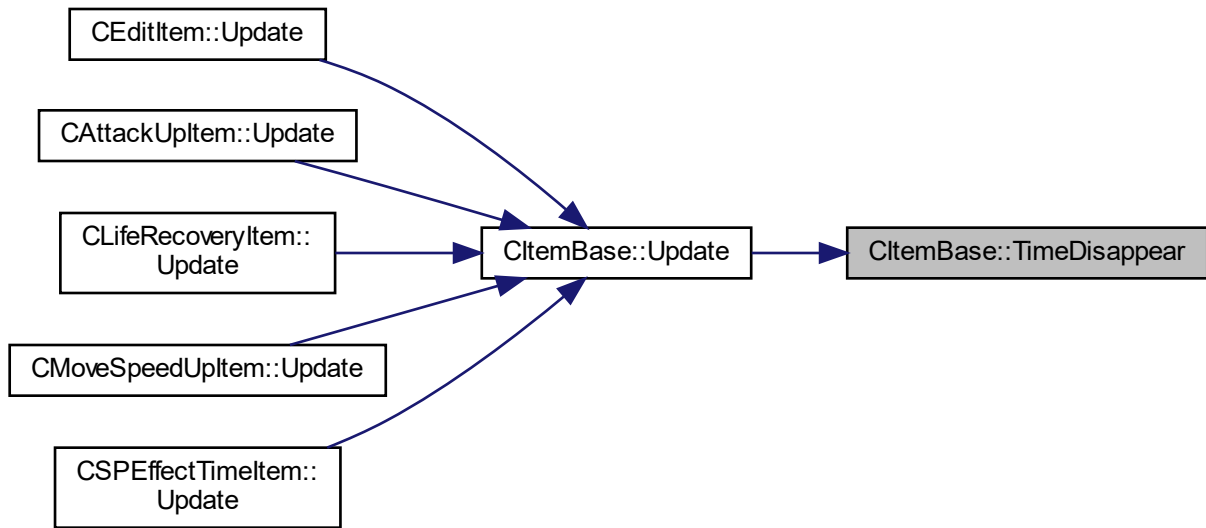 CEditItem::Update
CAttackUpItem::Update
CLifeRecoveryItem::
Update
CMoveSpeedUpItem::Update
CSPEffectTimeItem::
Update
CItemBase::Update
CItemBase::TimeDisappear